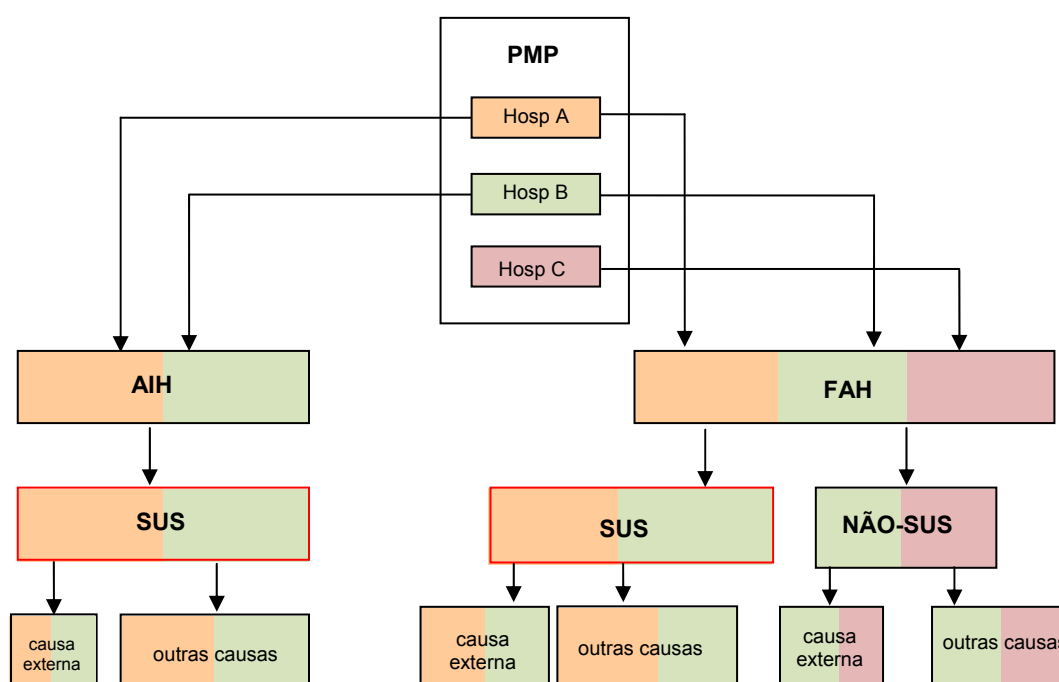 PMP
Hosp A
Hosp B
Hosp C
AIH
FAH
SUS
SUS
NÃO-SUS
causa
externa
outras causas
causa
externa
outras causas
causa
externa
outras causas